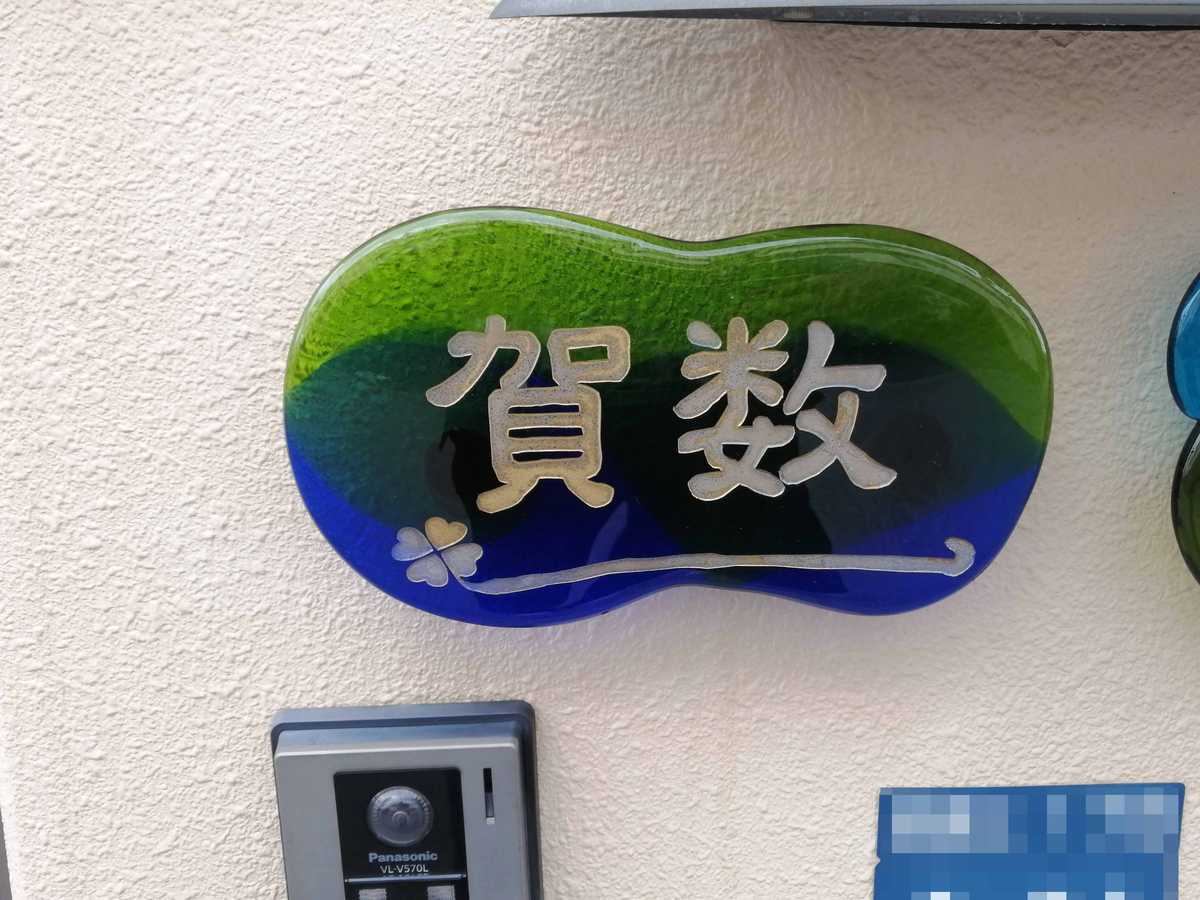 賀数
Panasonic
VL-V570L